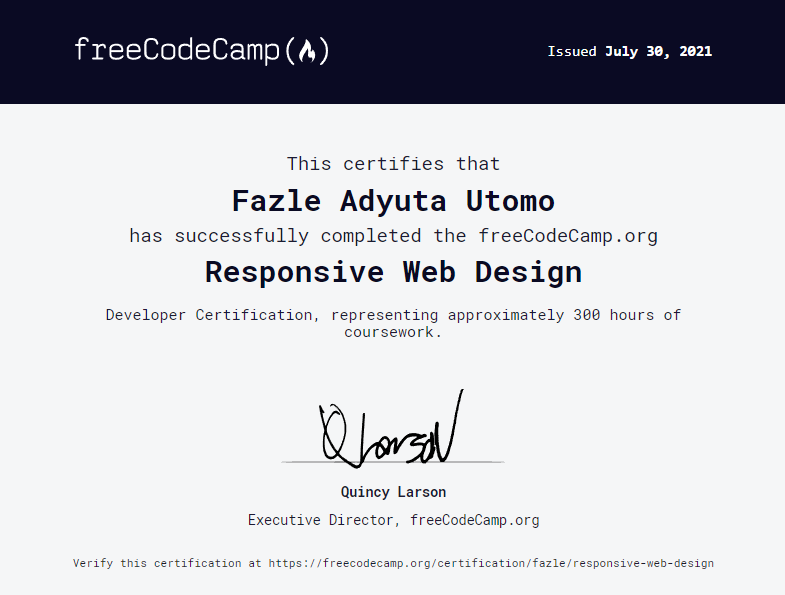 freeCodeCamp
Issued July 30, 2021
This certifies that
Fazle Adyuta Utomo
has successfully completed the freeCodeCamp.org
Responsive Web Design
Developer Certification, representing approximately 300 hours of
coursework.
Q Larson
Quincy Larson
Executive Director, freeCodeCamp.org
Verify this certification at https://freecodecamp.org/certification/fazle/responsive-web-design